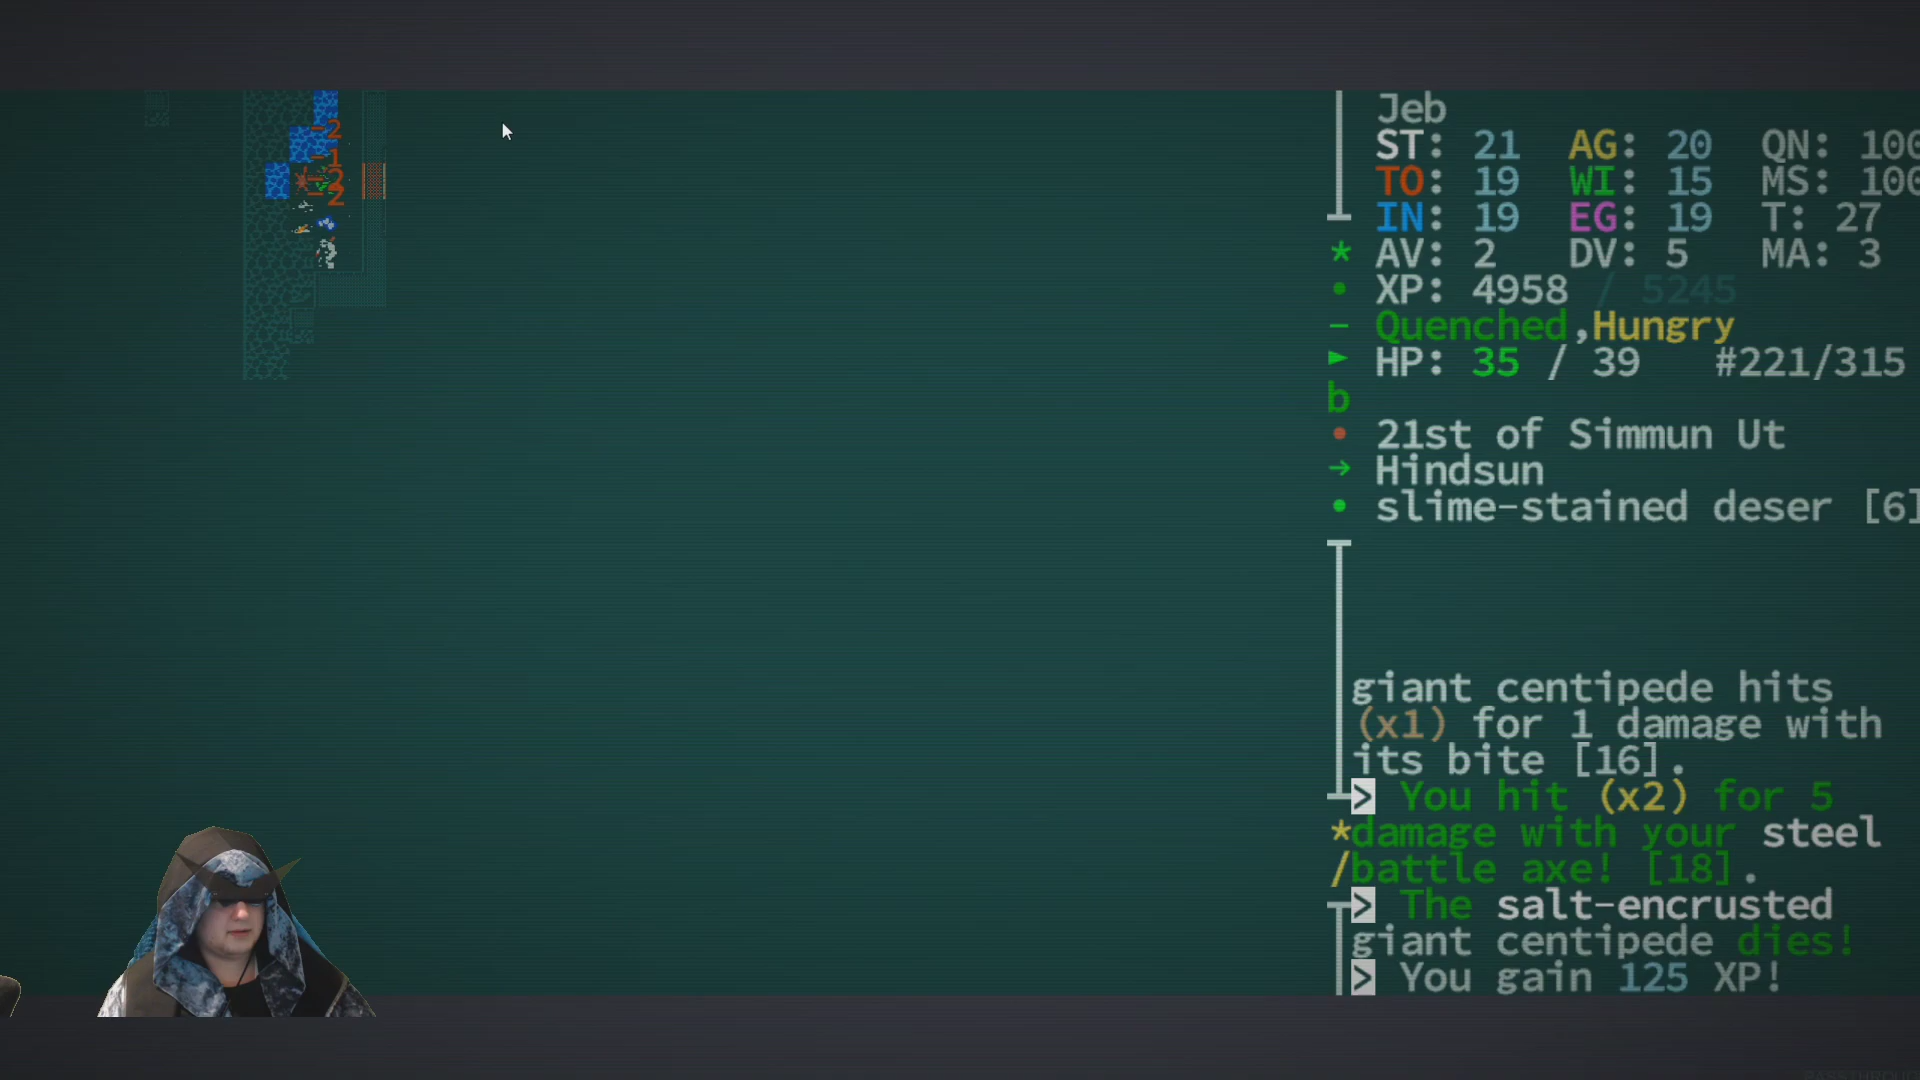 -2
-1
-2
-2
Jeb
ST: 21 AG: 20 QN: 100
TO: 19 WI: 15 MS: 100
IN: 19 EG: 19 T: 27
AV: 2 DV: 5 MA: 3
XP: 4958 / 5245
Quenched,Hungry
HP: 35 / 39 #221/315
b
21st of Simmun Ut
Hindsun
slime-stained deser [6]
giant centipede hits
(x1) for 1 damage with
its bite [16].
> You hit (x2) for 5
*damage with your steel
/battle axe! [18].
> The salt-encrusted
giant centipede dies!
> You gain 125 XP!